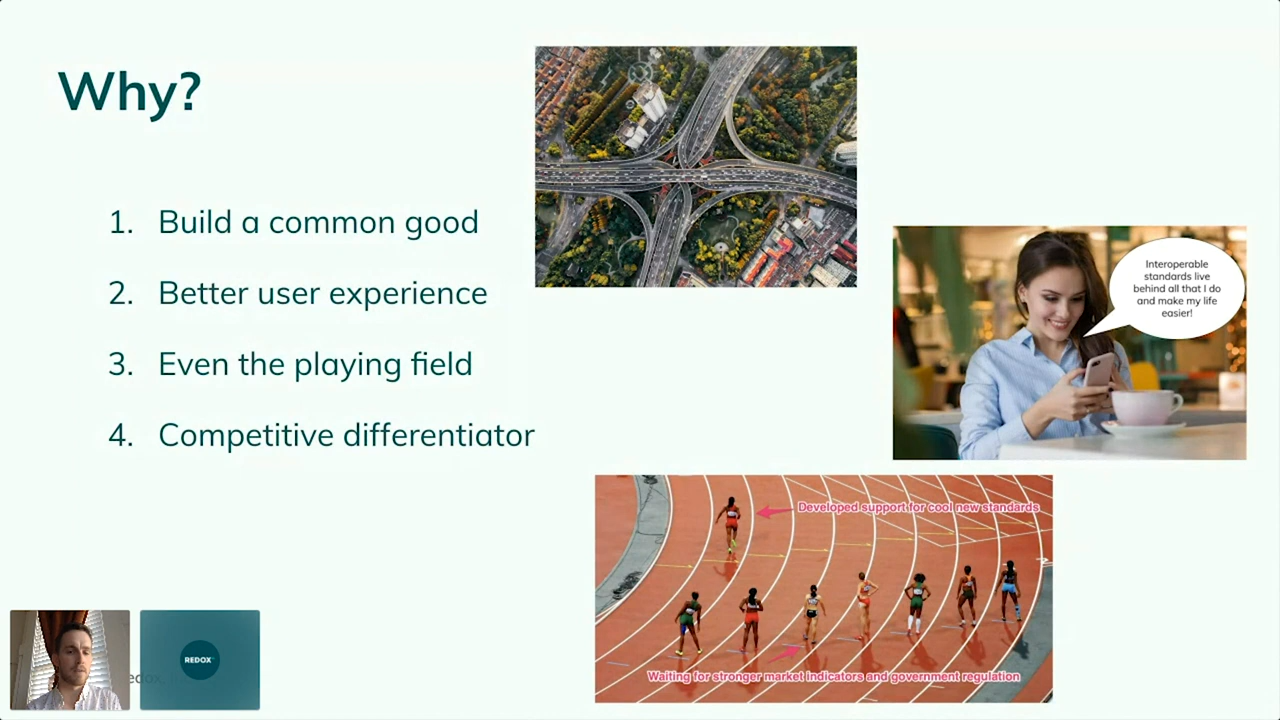 Why?
1. Build a common good
2. Better user experience
3. Even the playing field
4. Competitive differentiator
Interoperable
standards live
behind all that I do
and make my life
easier!
Developed support for cool new standards
Waiting for stronger market indicators and government regulation
REDOX